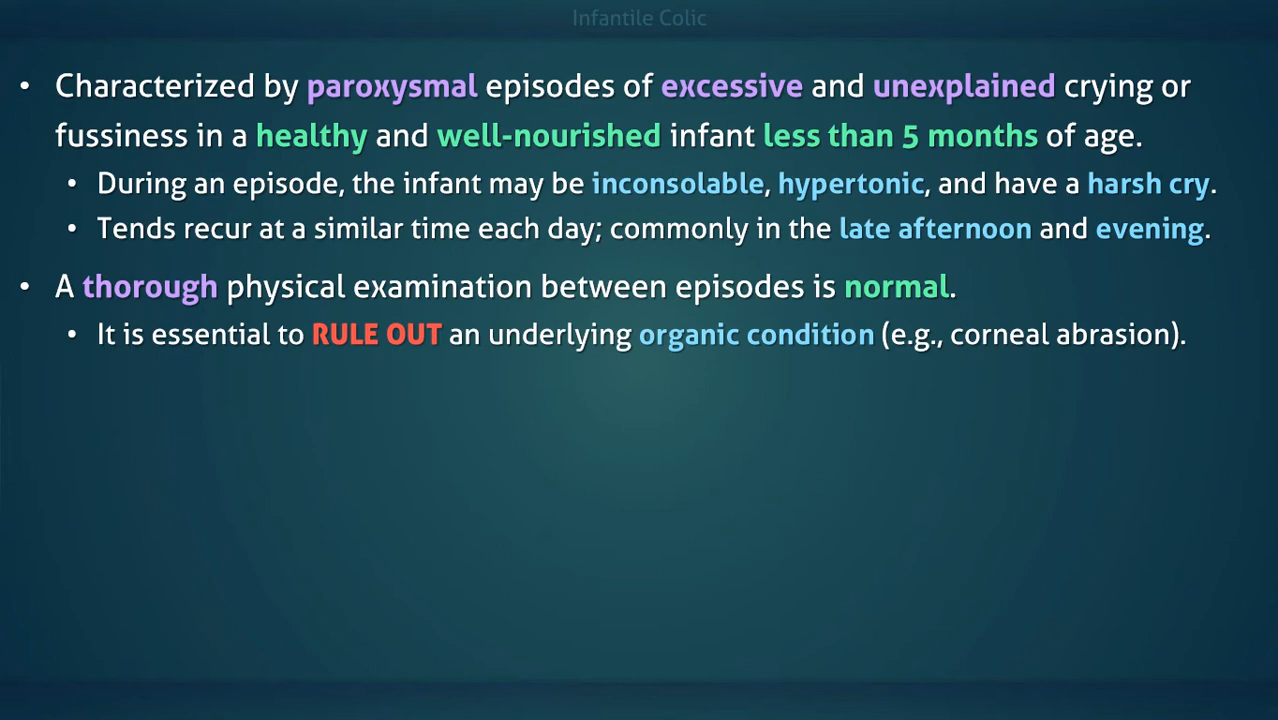 Infantile Colic
• Characterized by paroxysmal episodes of excessive and unexplained crying or
fussiness in a healthy and well-nourished infant less than 5 months of age.
• During an episode, the infant may be inconsolable, hypertonic, and have a harsh cry.
• Tends recur at a similar time each day; commonly in the late afternoon and evening.
• A thorough physical examination between episodes is normal.
• It is essential to RULE OUT an underlying organic condition (e.g., corneal abrasion).